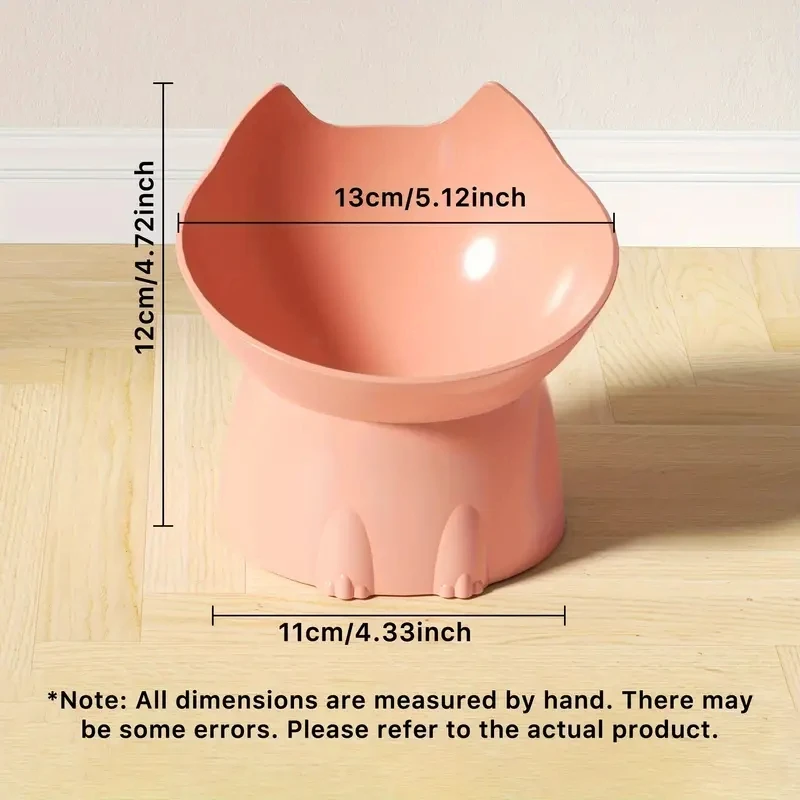 13cm/5.12inch
12cm/4.72inch
11cm/4.33inch
*Note: All dimensions are measured by hand. There may
be some errors. Please refer to the actual product.